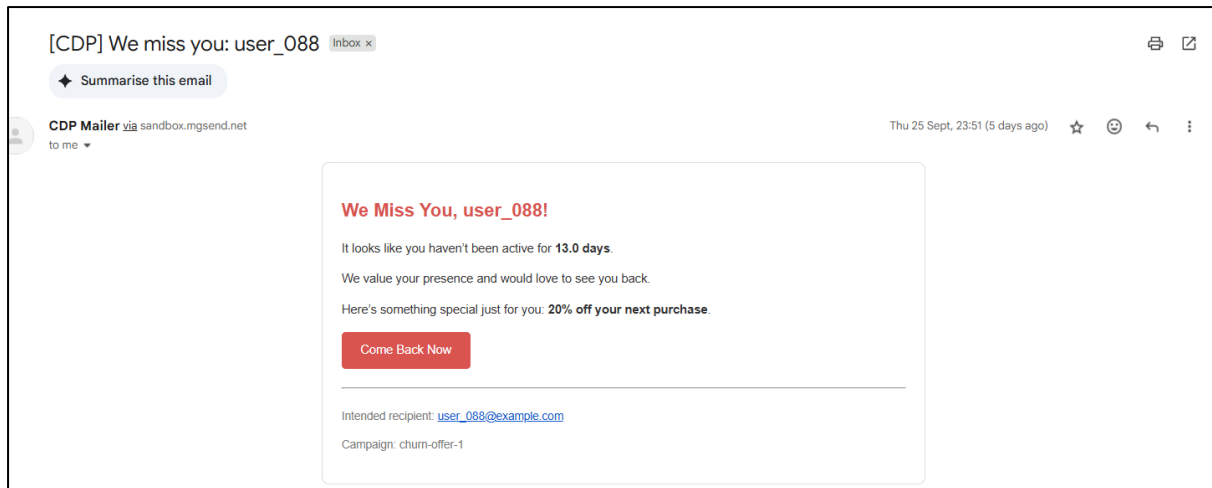 [CDP] We miss you: user_088 Inbox ×
Summarise this email
CDP Mailer via sandbox.mgsend.net Thu 25 Sept, 23:51 (5 days ago)
to me
We Miss You, user_088!
It looks like you haven’t been active for 13.0 days.
We value your presence and would love to see you back.
Here’s something special just for you: 20% off your next purchase.
Come Back Now
Intended recipient: user_088@example.com
Campaign: churn-offer-1